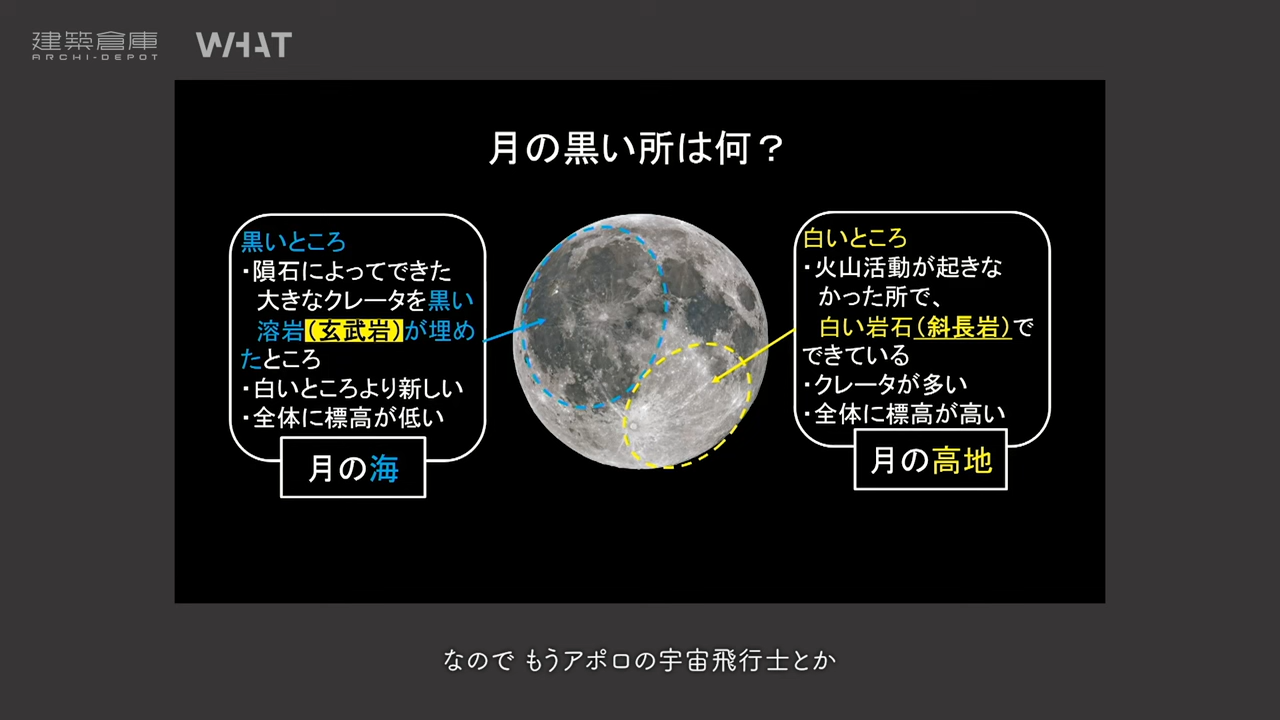 建築倉庫
ARCHI-DEPOT
WHAT
月の黒い所は何？
黒いところ
・隕石によってできた
大きなクレータを黒い
溶岩(玄武岩)が埋め
たところ
・白いところより新しい
・全体に標高が低い
月の海
白いところ
・火山活動が起きな
かった所で、
白い岩石(斜長岩)で
できている
・クレータが多い
・全体に標高が高い
月の高地
なので もうアポロの宇宙飛行士とか